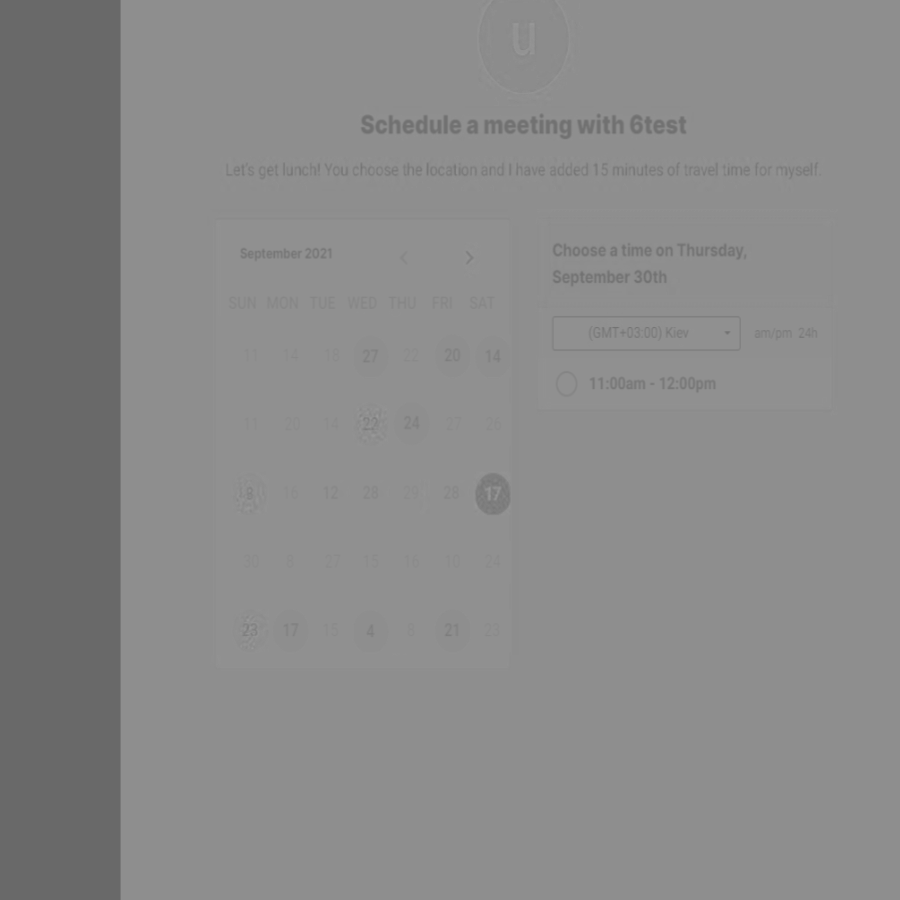 u
Schedule a meeting with 6test
Let's get lunch! You choose the location and I have added 15 minutes of travel time for myself.
September 2021
SUN MON TUE WED THU FRI SAT
11 14 18 27 22 20 14
11 20 14 22 24 27 26
8 16 12 28 29 28 17
30 8 27 15 16 10 24
23 17 15 4 8 21 23
Choose a time on Thursday,
September 30th
(GMT+03:00) Kiev am/pm 24h
11:00am - 12:00pm